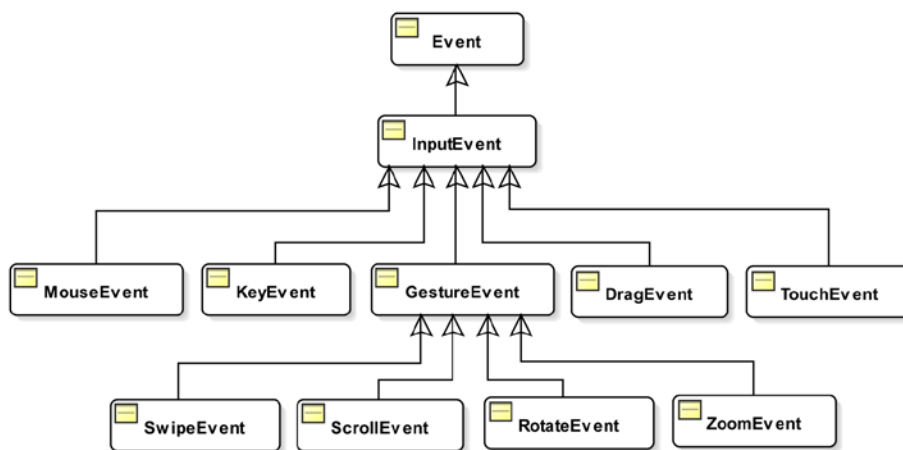 Event
InputEvent
MouseEvent
KeyEvent
GestureEvent
DragEvent
TouchEvent
SwipeEvent
ScrollEvent
RotateEvent
ZoomEvent